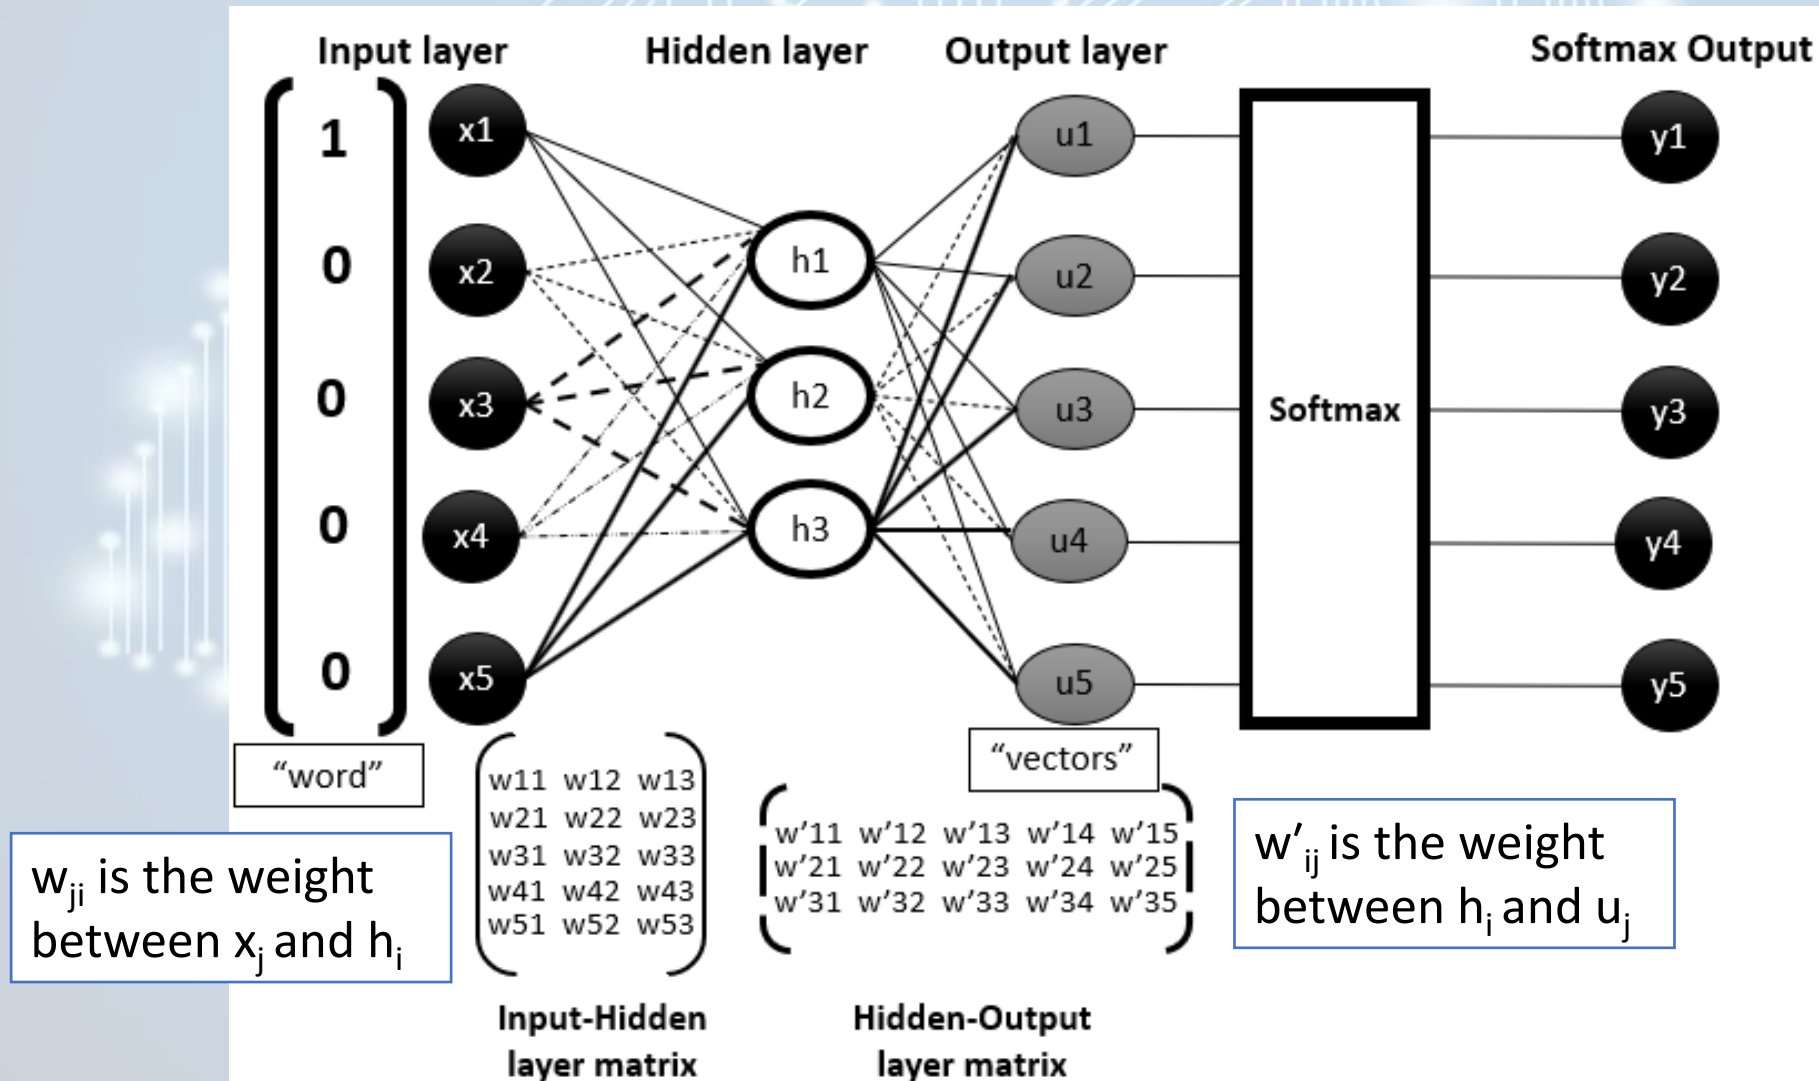 Input layer
Hidden layer
Output layer
Softmax Output
1
0
0
0
0
x1
x2
x3
x4
x5
h1
h2
h3
u1
u2
u3
u4
u5
Softmax
y1
y2
y3
y4
y5
“word”
“vectors”
w11 w12 w13
w21 w22 w23
w31 w32 w33
w41 w42 w43
w51 w52 w53
w’11 w’12 w’13 w’14 w’15
w’21 w’22 w’23 w’24 w’25
w’31 w’32 w’33 w’34 w’35
wji is the weight
between xj and hi
w’ij is the weight
between hi and uj
Input-Hidden
layer matrix
Hidden-Output
layer matrix